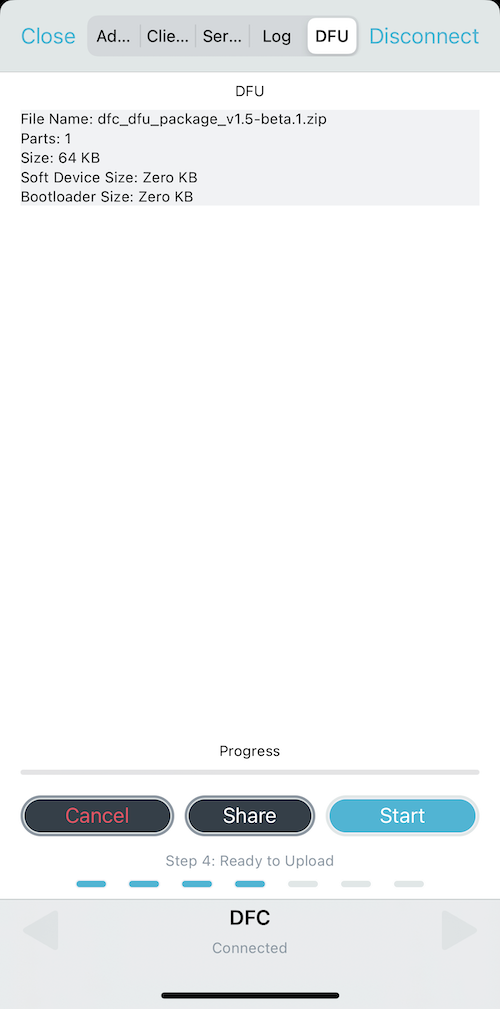 Close Ad... Clie... Ser... Log DFU Disconnect
DFU
File Name: dfc_dfu_package_v1.5-beta.1.zip
Parts: 1
Size: 64 KB
Soft Device Size: Zero KB
Bootloader Size: Zero KB
Progress
Cancel Share Start
Step 4: Ready to Upload
DFC
Connected